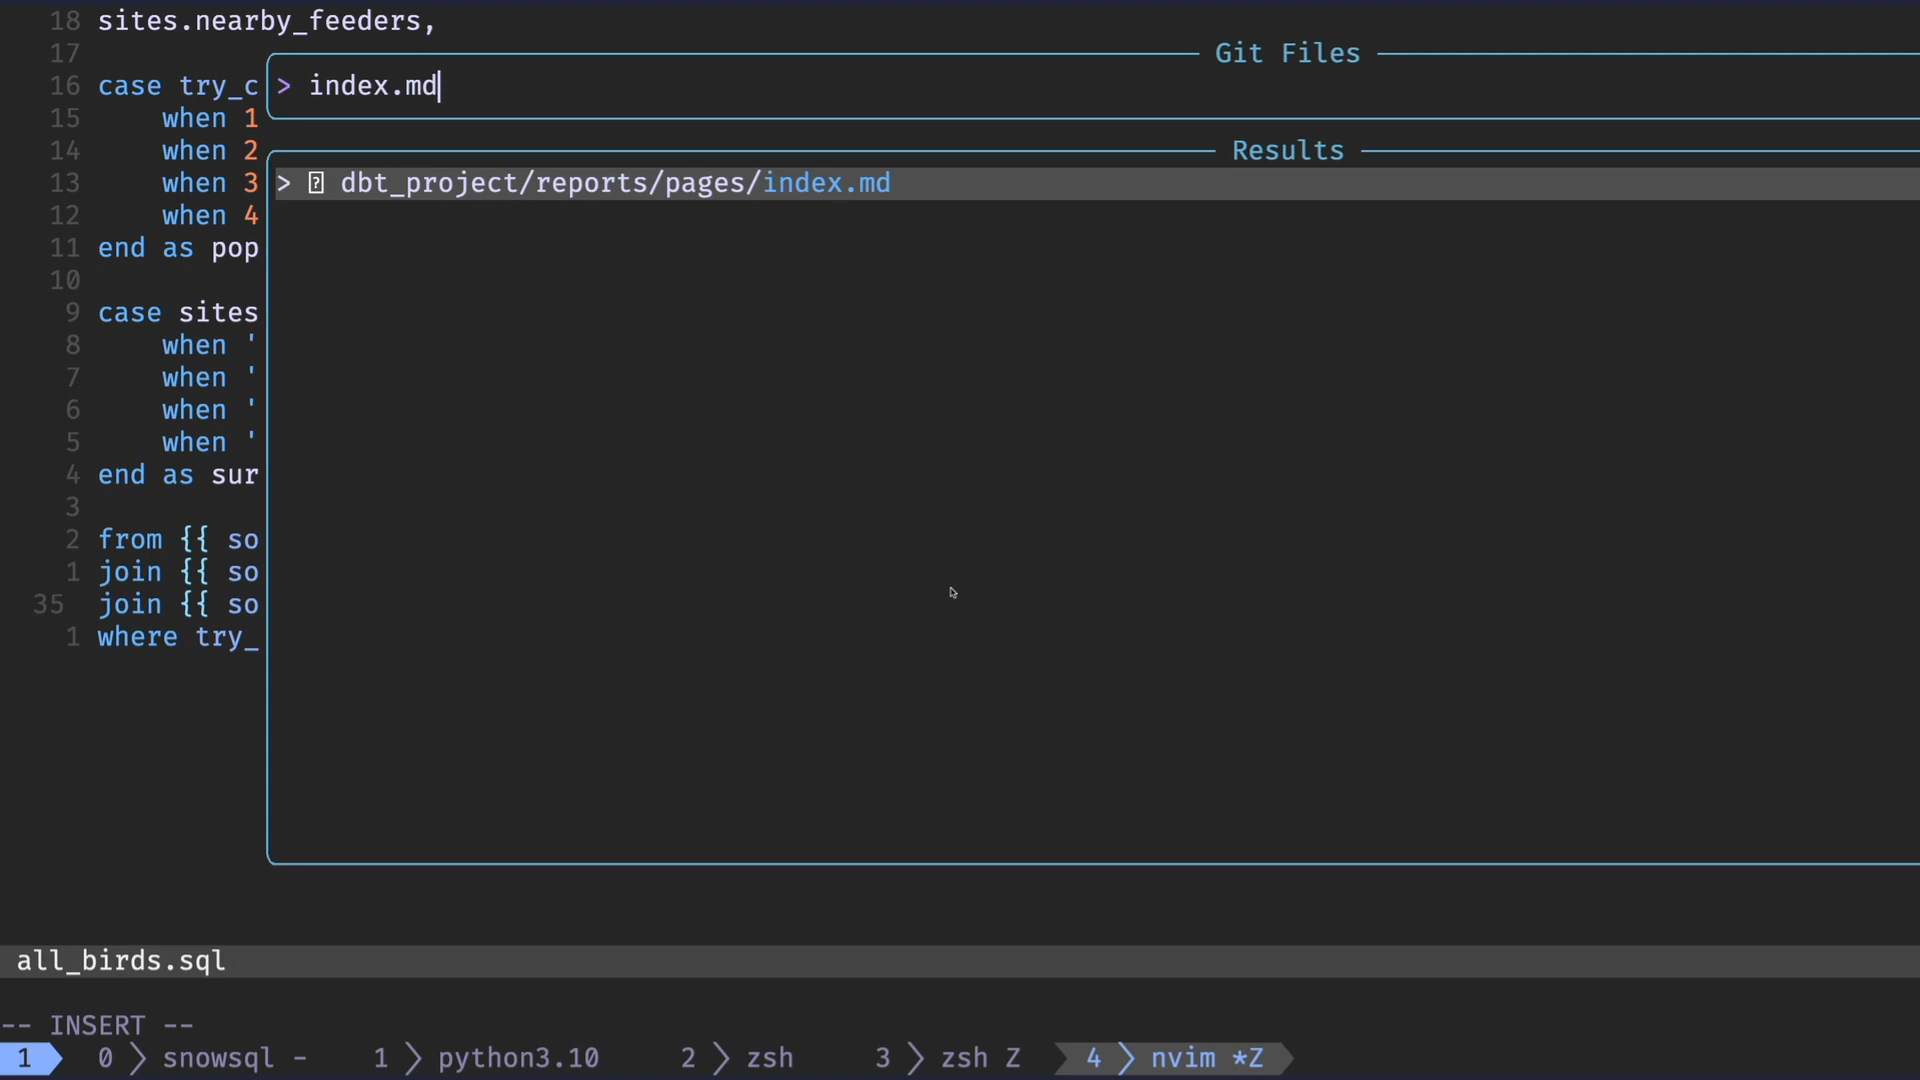 18 sites.nearby_feeders,
17
Git Files
16 case try_c
> index.md
15 when 1
14 when 2
Results
13 when 3
> dbt_project/reports/pages/index.md
12 when 4
11 end as pop
10
9 case sites
8 when '
7 when '
6 when '
5 when '
4 end as sur
3
2 from {{ so
1 join {{ so
35 join {{ so
1 where try_
all_birds.sql
-- INSERT --
1 0 snowsql - 1 python3.10 2 zsh 3 zsh Z 4 nvim *Z